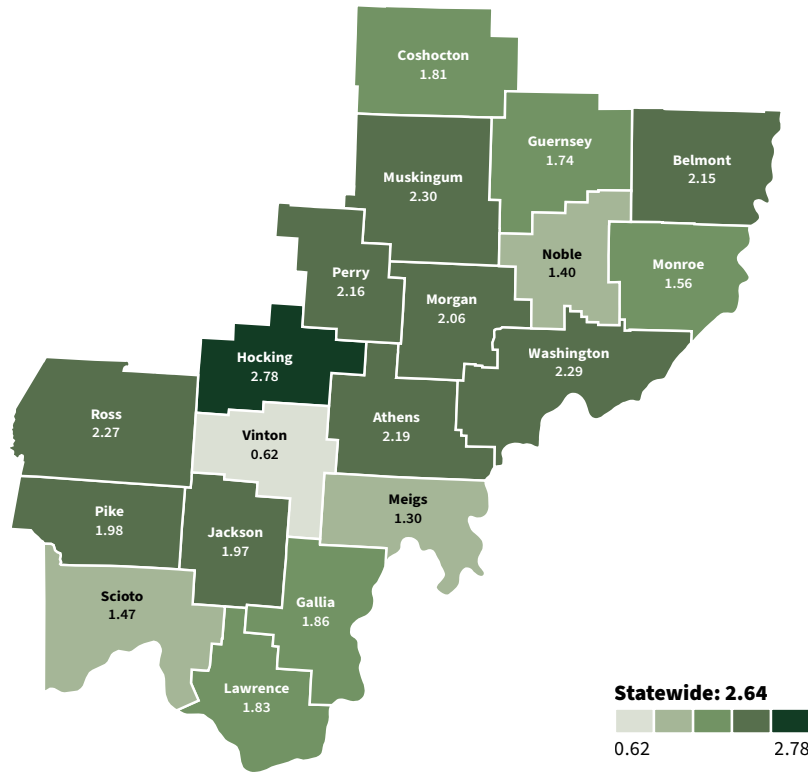 Coshocton
1.81
Guernsey
1.74
Belmont
2.15
Muskingum
2.30
Noble
1.40
Monroe
1.56
Perry
2.16
Morgan
2.06
Washington
2.29
Hocking
2.78
Ross
2.27
Athens
2.19
Vinton
0.62
Meigs
1.30
Pike
1.98
Jackson
1.97
Scioto
1.47
Gallia
1.86
Lawrence
1.83
Statewide: 2.64
0.62 2.78